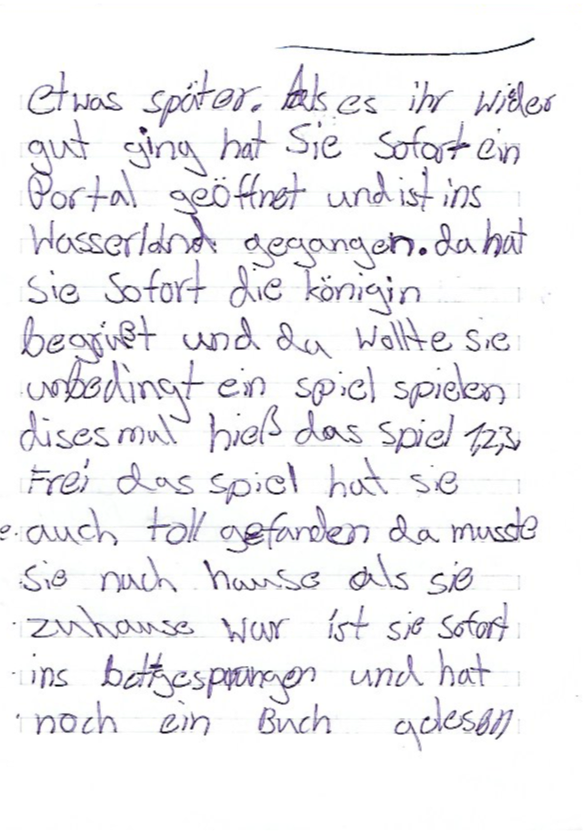 etwas später. Als es ihr wider
gut ging hat Sie sofort ein
Portal geöffnet und ist ins
Wasserland gegangen. da hat
sie sofort die königin
begrüßt und da wollte sie
unbedingt ein spiel spielen
dises mal hieß das spiel 1,2,3,
Frei das spiel hat sie
e. auch toll gefanden da musste
sie nach hause als sie
zuhause war ist sie sofort
ins bettgesprungen und hat
noch ein Buch gelesen